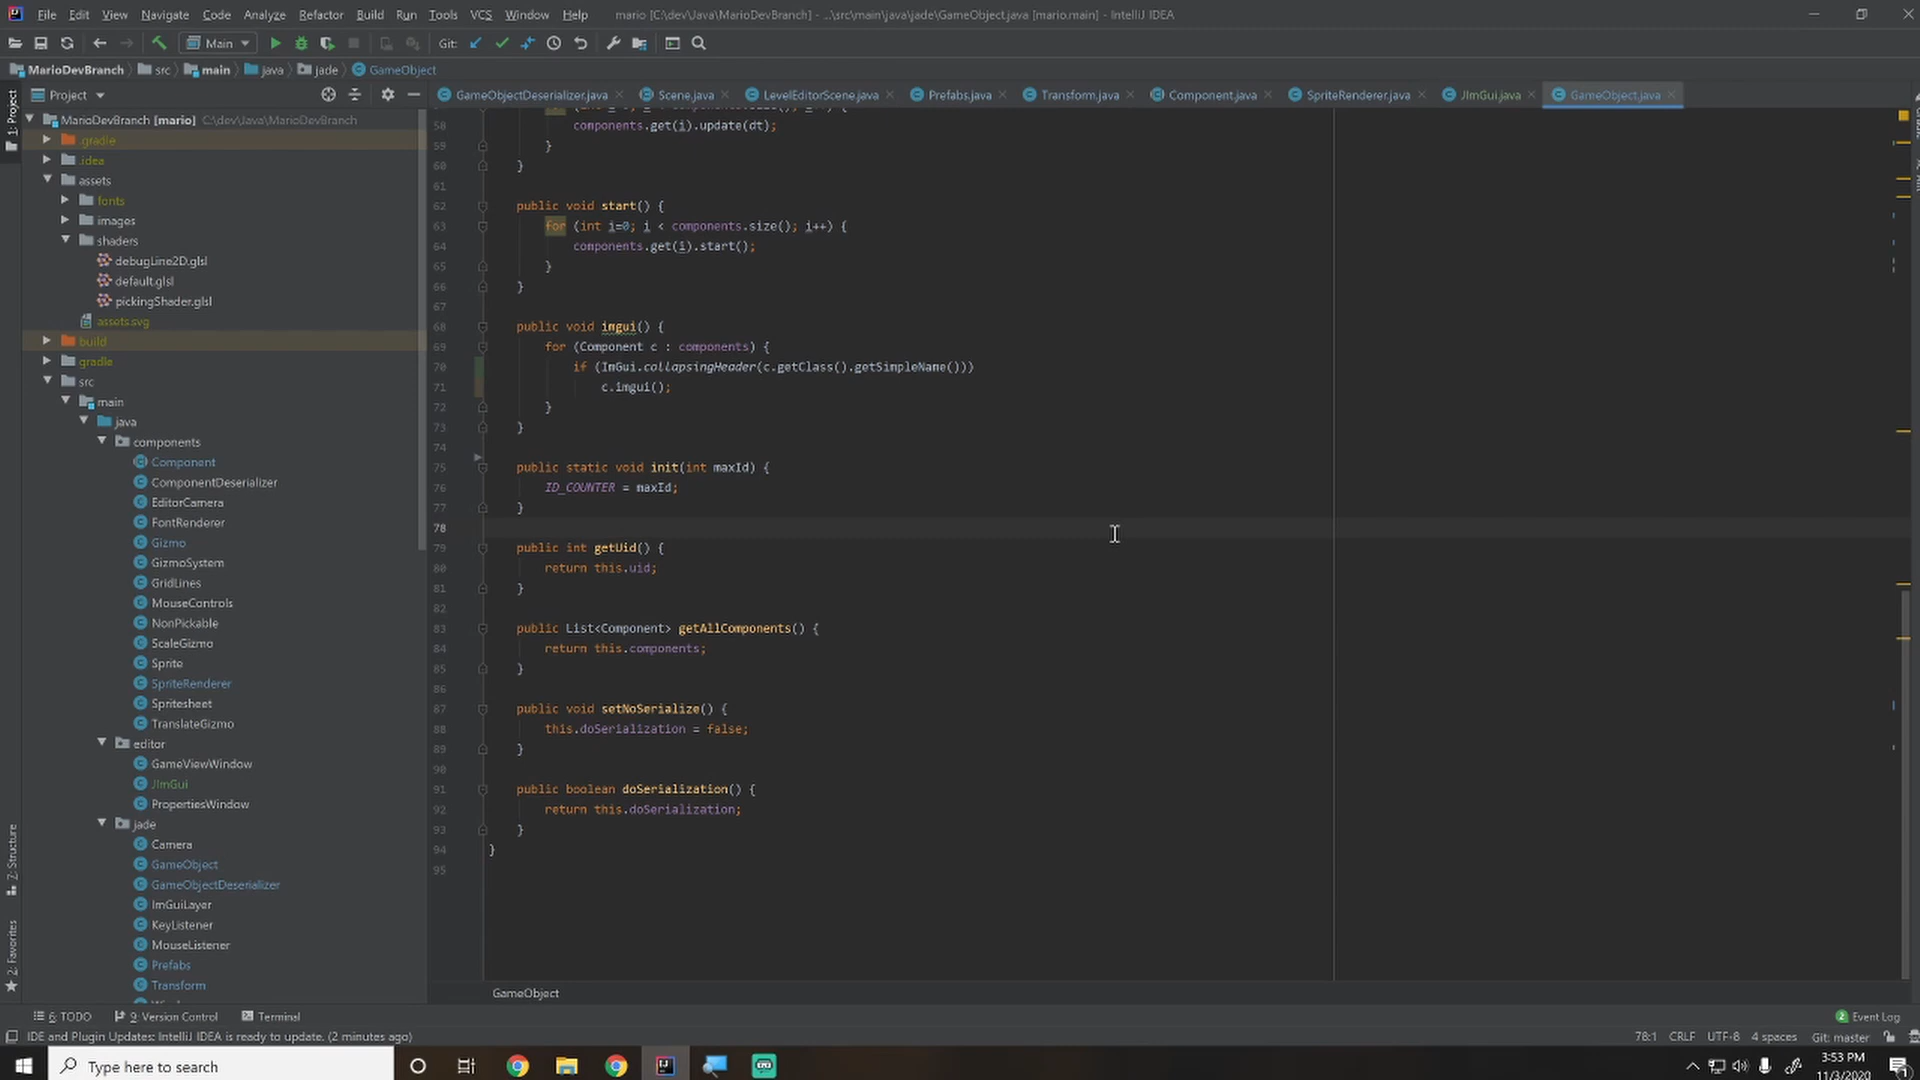 File Edit View Navigate Code Analyze Refactor Build Run Tools VCS Window Help mario [C:\dev\Java\MarioDevBranch] - ...\src\main\java\jade\GameObject.java [mario.main] - IntelliJ IDEA
Main Git:
MarioDevBranch src main java jade GameObject
Project GameObjectDeserializer.java Scene.java LevelEditorScene.java Prefabs.java Transform.java Component.java SpriteRenderer.java JImGui.java GameObject.java
1: Project
MarioDevBranch [mario] C:\dev\Java\MarioDevBranch
.gradle
.idea
assets
fonts
images
shaders
debugLine2D.glsl
default.glsl
pickingShader.glsl
assets.svg
build
gradle
src
main
java
components
Component
ComponentDeserializer
EditorCamera
FontRenderer
Gizmo
GizmoSystem
GridLines
MouseControls
NonPickable
ScaleGizmo
Sprite
SpriteRenderer
Spritesheet
TranslateGizmo
editor
GameViewWindow
JImGui
PropertiesWindow
jade
Camera
GameObject
GameObjectDeserializer
ImGuiLayer
KeyListener
MouseListener
Prefabs
Transform
Z: Structure
2: Favorites
58 components.get(i).update(dt);
59 }
60 }
61
62 public void start() {
63 for (int i=0; i < components.size(); i++) {
64 components.get(i).start();
65 }
66 }
67
68 public void imgui() {
69 for (Component c : components) {
70 if (ImGui.collapsingHeader(c.getClass().getSimpleName()))
71 c.imgui();
72 }
73 }
74
75 public static void init(int maxId) {
76 ID_COUNTER = maxId;
77 }
78
79 public int getUid() {
80 return this.uid;
81 }
82
83 public List<Component> getAllComponents() {
84 return this.components;
85 }
86
87 public void setNoSerialize() {
88 this.doSerialization = false;
89 }
90
91 public boolean doSerialization() {
92 return this.doSerialization;
93 }
94 }
95
GameObject
6: TODO 9: Version Control Terminal 2 Event Log
IDE and Plugin Updates: IntelliJ IDEA is ready to update. (2 minutes ago) 78:1 CRLF UTF-8 4 spaces Git: master
Type here to search
3:53 PM
11/3/2020